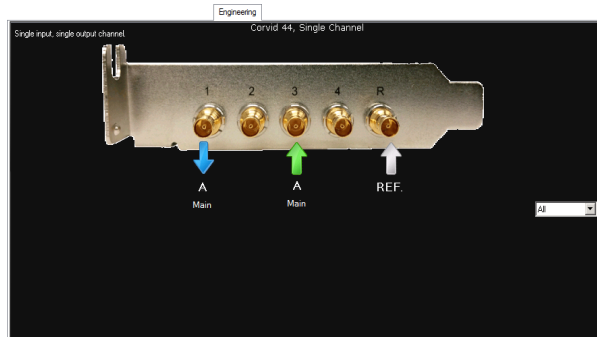 Engineering
Corvid 44, Single Channel
Single input, single output channel.
1 2 3 4 R
A A REF.
Main Main
All